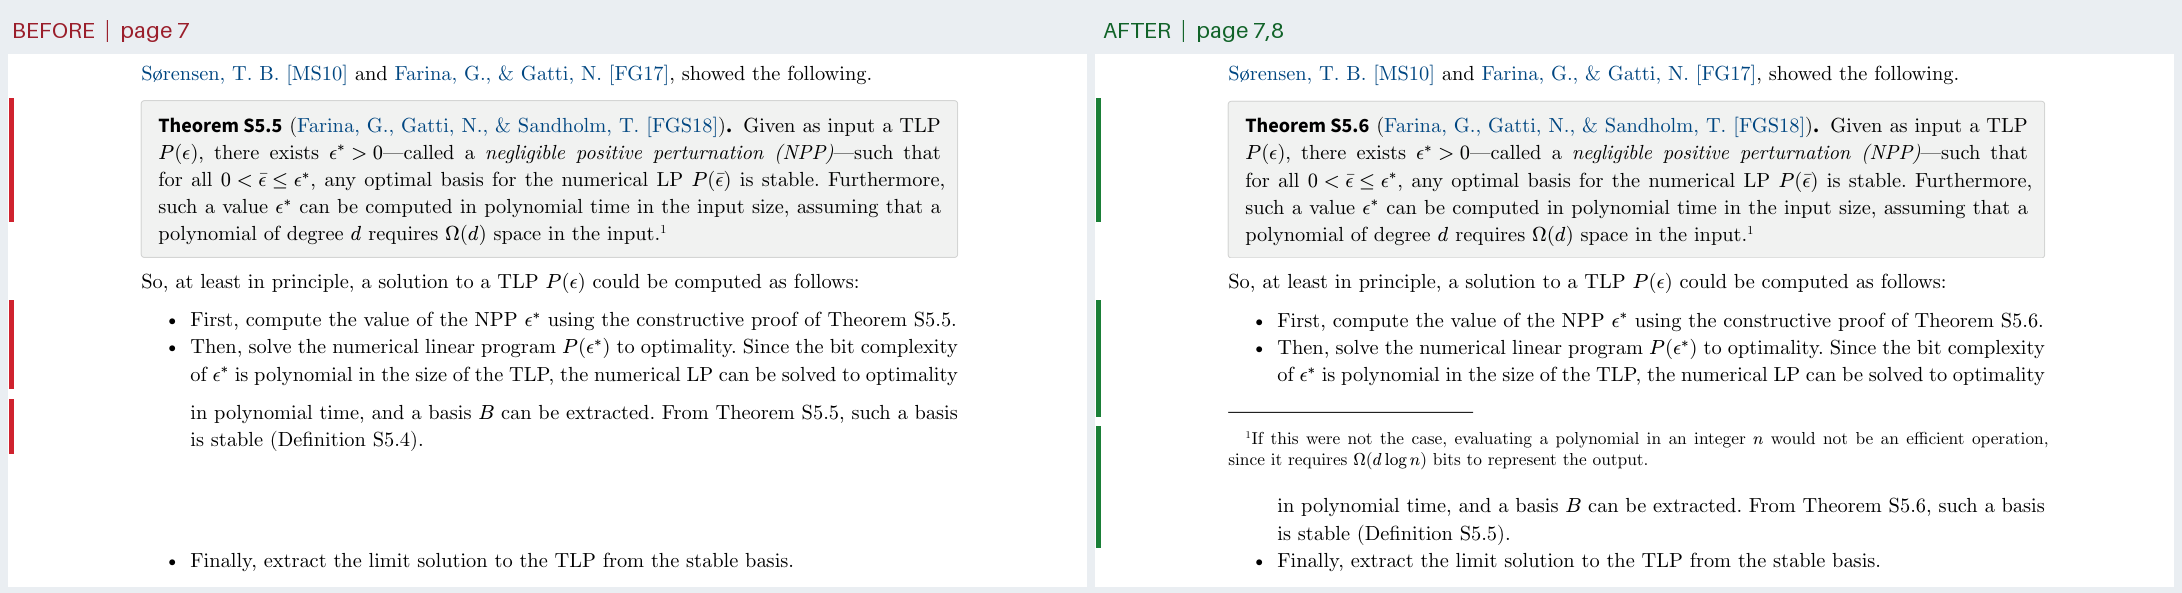 BEFORE | page 7
Sørensen, T. B. [MS10] and Farina, G., & Gatti, N. [FG17], showed the following.
Theorem S5.5 (Farina, G., Gatti, N., & Sandholm, T. [FGS18]). Given as input a TLP
P(ϵ), there exists ϵ* > 0—called a negligible positive perturnation (NPP)—such that
for all 0 < ϵ̄ ≤ ϵ*, any optimal basis for the numerical LP P(ϵ̄) is stable. Furthermore,
such a value ϵ* can be computed in polynomial time in the input size, assuming that a
polynomial of degree d requires Ω(d) space in the input.¹
So, at least in principle, a solution to a TLP P(ϵ) could be computed as follows:
• First, compute the value of the NPP ϵ* using the constructive proof of Theorem S5.5.
• Then, solve the numerical linear program P(ϵ*) to optimality. Since the bit complexity
of ϵ* is polynomial in the size of the TLP, the numerical LP can be solved to optimality
in polynomial time, and a basis B can be extracted. From Theorem S5.5, such a basis
is stable (Definition S5.4).
• Finally, extract the limit solution to the TLP from the stable basis.
AFTER | page 7,8
Sørensen, T. B. [MS10] and Farina, G., & Gatti, N. [FG17], showed the following.
Theorem S5.6 (Farina, G., Gatti, N., & Sandholm, T. [FGS18]). Given as input a TLP
P(ϵ), there exists ϵ* > 0—called a negligible positive perturnation (NPP)—such that
for all 0 < ϵ̄ ≤ ϵ*, any optimal basis for the numerical LP P(ϵ̄) is stable. Furthermore,
such a value ϵ* can be computed in polynomial time in the input size, assuming that a
polynomial of degree d requires Ω(d) space in the input.¹
So, at least in principle, a solution to a TLP P(ϵ) could be computed as follows:
• First, compute the value of the NPP ϵ* using the constructive proof of Theorem S5.6.
• Then, solve the numerical linear program P(ϵ*) to optimality. Since the bit complexity
of ϵ* is polynomial in the size of the TLP, the numerical LP can be solved to optimality
¹If this were not the case, evaluating a polynomial in an integer n would not be an efficient operation,
since it requires Ω(d log n) bits to represent the output.
in polynomial time, and a basis B can be extracted. From Theorem S5.6, such a basis
is stable (Definition S5.5).
• Finally, extract the limit solution to the TLP from the stable basis.